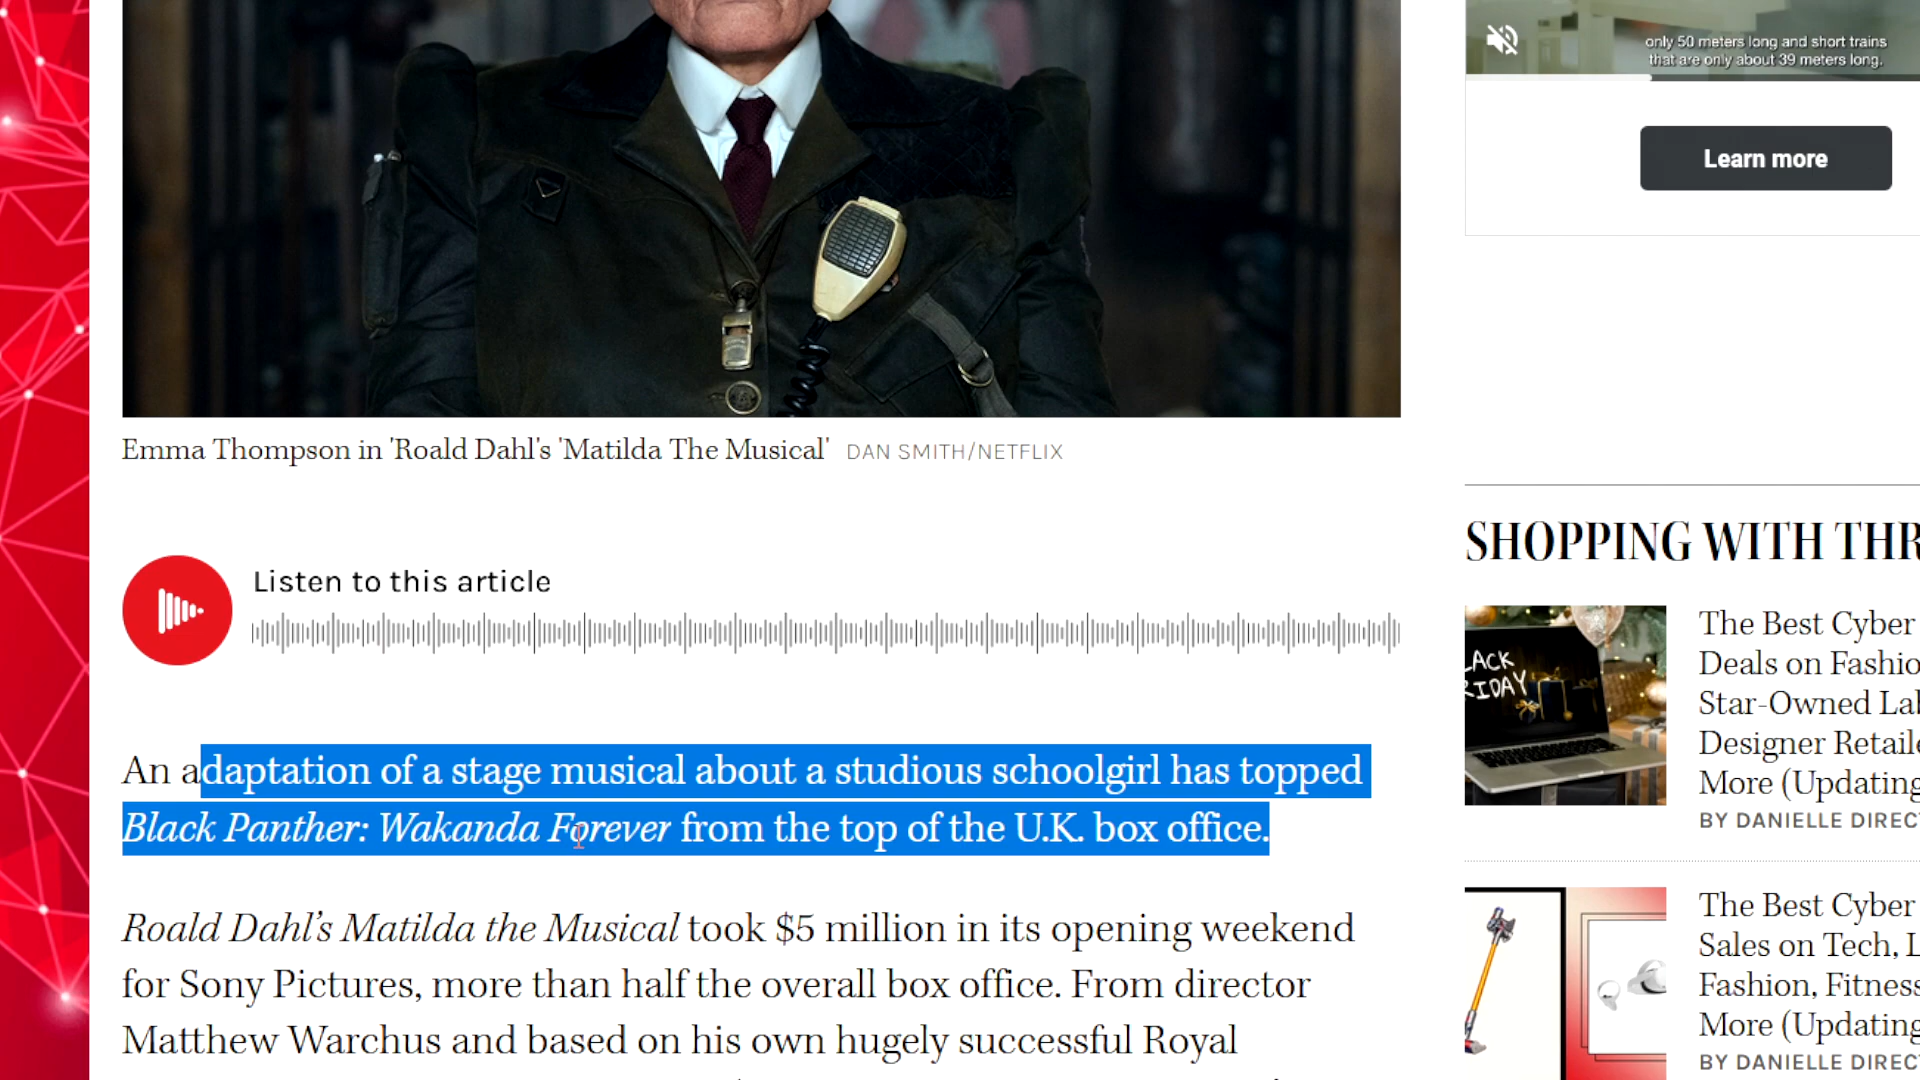 only 50 meters long and short trains
that are only about 39 meters long.
Learn more
Emma Thompson in 'Roald Dahl's 'Matilda The Musical' DAN SMITH/NETFLIX
Listen to this article
An adaptation of a stage musical about a studious schoolgirl has topped
Black Panther: Wakanda Forever from the top of the U.K. box office.
Roald Dahl’s Matilda the Musical took $5 million in its opening weekend
for Sony Pictures, more than half the overall box office. From director
Matthew Warchus and based on his own hugely successful Royal
SHOPPING WITH THR
LACK
RIDAY
The Best Cyber
Deals on Fashio
Star-Owned Lab
Designer Retaile
More (Updating
BY DANIELLE DIREC
The Best Cyber
Sales on Tech, L
Fashion, Fitness
More (Updating
BY DANIELLE DIREC